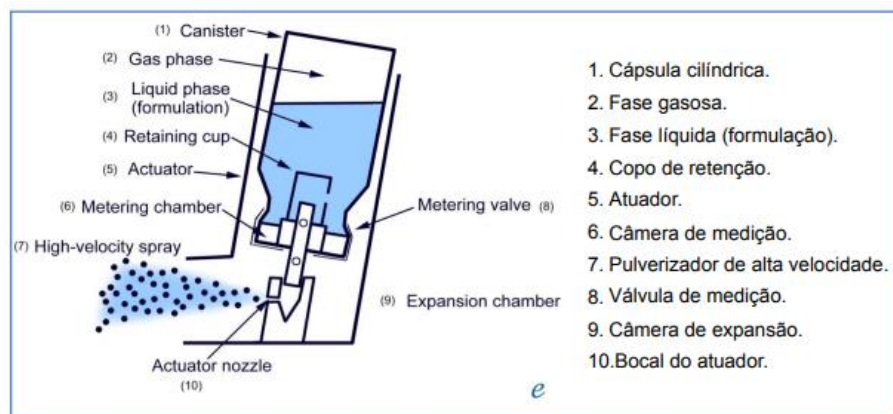 (1) Canister
(2) Gas phase
(3) Liquid phase
(formulation)
(4) Retaining cup
(5) Actuator
(6) Metering chamber
Metering valve (8)
(7) High-velocity spray
(9) Expansion chamber
Actuator nozzle
(10)
e
1. Cápsula cilíndrica.
2. Fase gasosa.
3. Fase líquida (formulação).
4. Copo de retenção.
5. Atuador.
6. Câmera de medição.
7. Pulverizador de alta velocidade.
8. Válvula de medição.
9. Câmera de expansão.
10.Bocal do atuador.